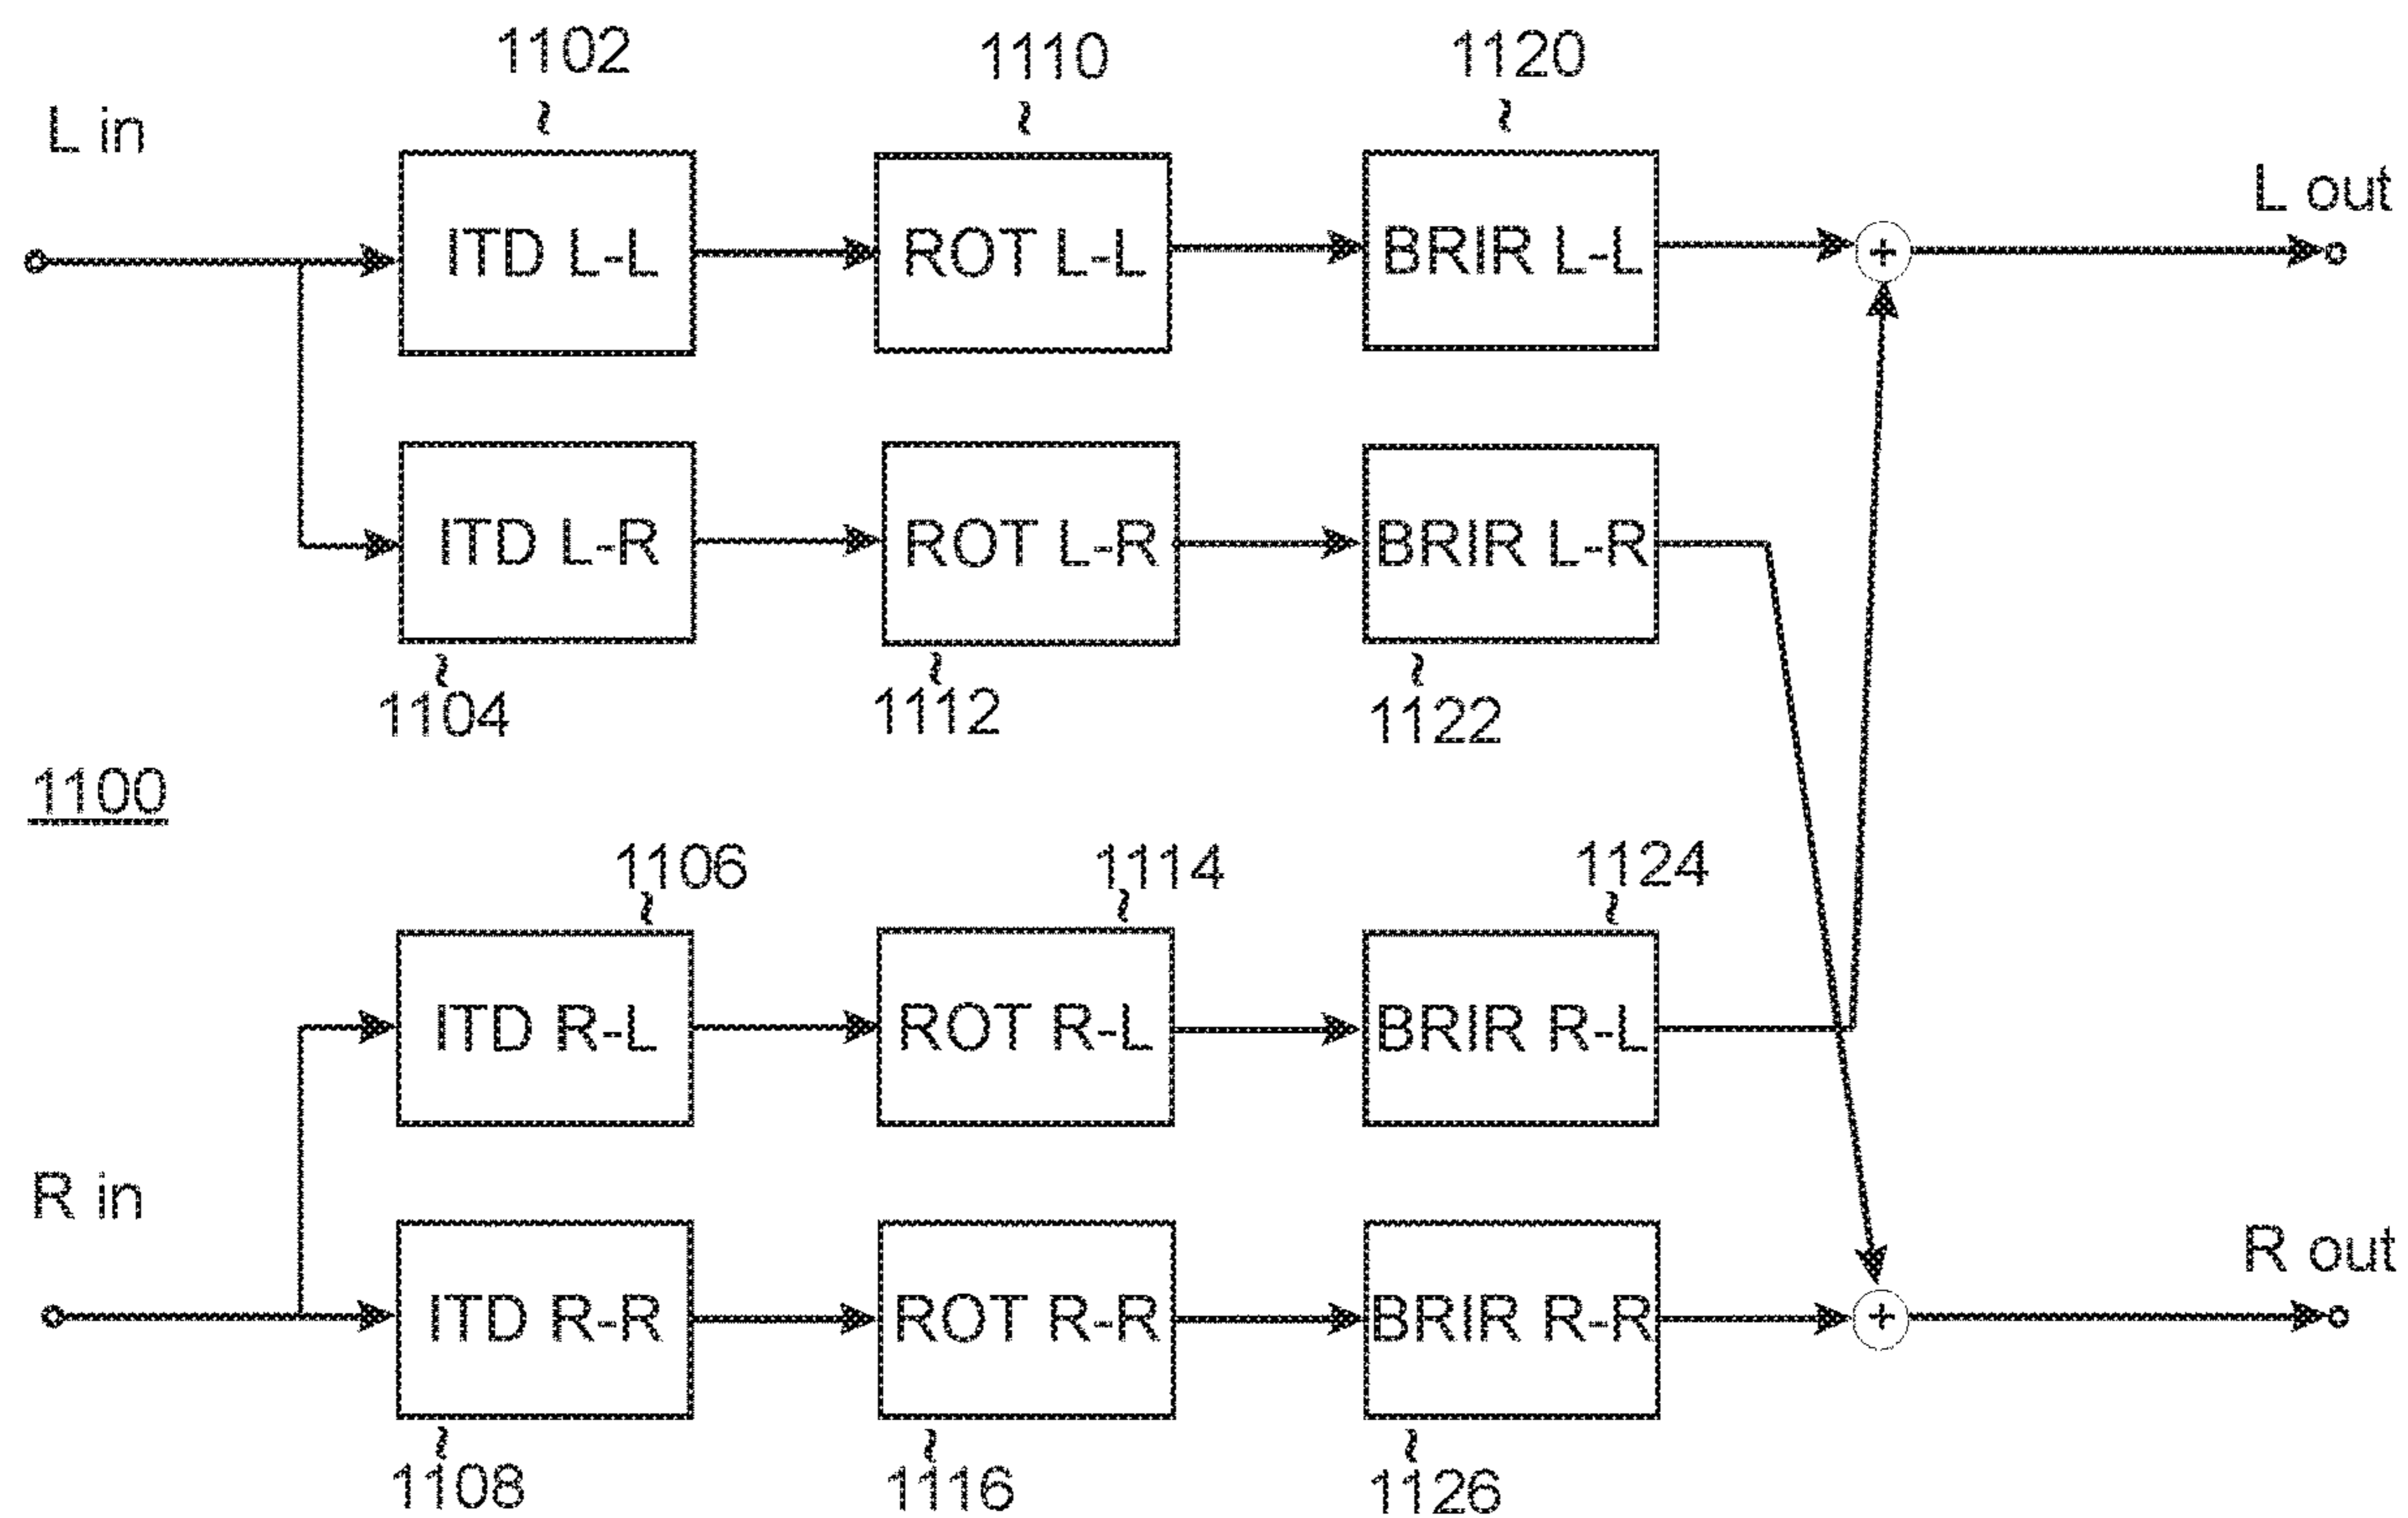 1102
1110
1120
L in
L out
ITD L-L
ROT L-L
BRIR L-L
+
ITD L-R
ROT L-R
BRIR L-R
1104
1112
1122
1100
1106
1114
1124
ITD R-L
ROT R-L
BRIR R-L
R in
R out
ITD R-R
ROT R-R
BRIR R-R
+
1108
1116
1126